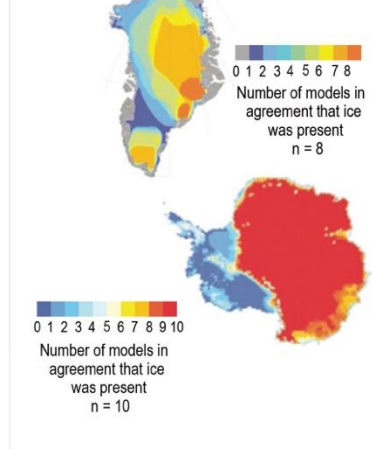 0 1 2 3 4 5 6 7 8
Number of models in
agreement that ice
was present
n = 8
0 1 2 3 4 5 6 7 8 9 10
Number of models in
agreement that ice
was present
n = 10